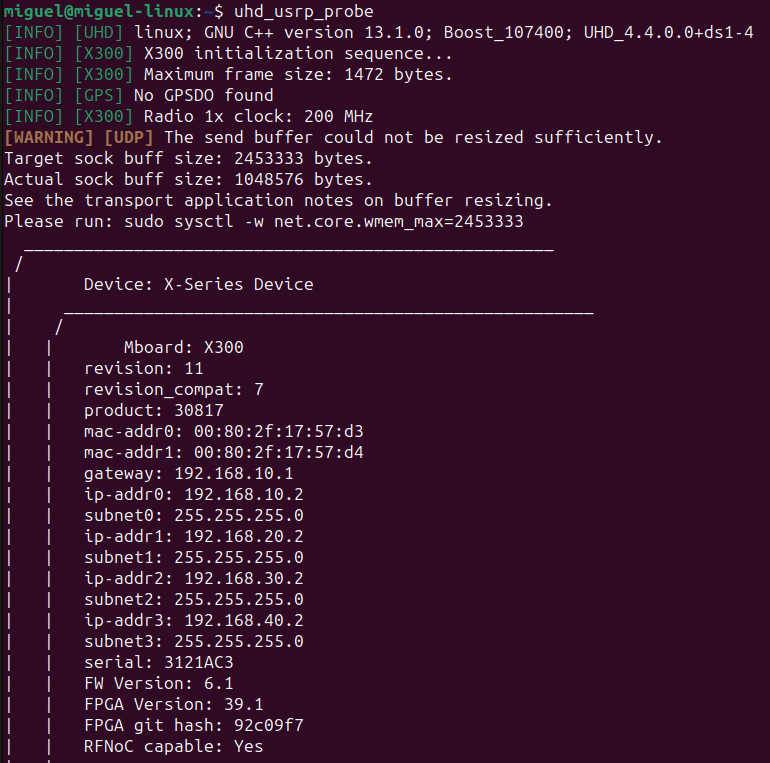 miguel@miguel-linux:~$ uhd_usrp_probe
[INFO] [UHD] linux; GNU C++ version 13.1.0; Boost_107400; UHD_4.4.0.0+ds1-4
[INFO] [X300] X300 initialization sequence...
[INFO] [X300] Maximum frame size: 1472 bytes.
[INFO] [GPS] No GPSDO found
[INFO] [X300] Radio 1x clock: 200 MHz
[WARNING] [UDP] The send buffer could not be resized sufficiently.
Target sock buff size: 2453333 bytes.
Actual sock buff size: 1048576 bytes.
See the transport application notes on buffer resizing.
Please run: sudo sysctl -w net.core.wmem_max=2453333
  _____________________________________________________
 /
|       Device: X-Series Device
|     _____________________________________________________
|    /
|   |       Mboard: X300
|   |   revision: 11
|   |   revision_compat: 7
|   |   product: 30817
|   |   mac-addr0: 00:80:2f:17:57:d3
|   |   mac-addr1: 00:80:2f:17:57:d4
|   |   gateway: 192.168.10.1
|   |   ip-addr0: 192.168.10.2
|   |   subnet0: 255.255.255.0
|   |   ip-addr1: 192.168.20.2
|   |   subnet1: 255.255.255.0
|   |   ip-addr2: 192.168.30.2
|   |   subnet2: 255.255.255.0
|   |   ip-addr3: 192.168.40.2
|   |   subnet3: 255.255.255.0
|   |   serial: 3121AC3
|   |   FW Version: 6.1
|   |   FPGA Version: 39.1
|   |   FPGA git hash: 92c09f7
|   |   RFNoC capable: Yes